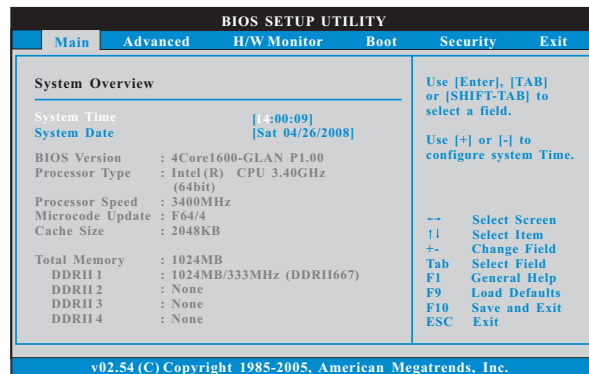 BIOS SETUP UTILITY
Main Advanced H/W Monitor Boot Security Exit
System Overview
System Time [14:00:09]
System Date [Sat 04/26/2008]
BIOS Version : 4Core1600-GLAN P1.00
Processor Type : Intel (R) CPU 3.40GHz
(64bit)
Processor Speed : 3400MHz
Microcode Update : F64/4
Cache Size : 2048KB
Total Memory : 1024MB
DDRII 1 : 1024MB/333MHz (DDRII667)
DDRII 2 : None
DDRII 3 : None
DDRII 4 : None
Use [Enter], [TAB]
or [SHIFT-TAB] to
select a field.
Use [+] or [-] to
configure system Time.
←→ Select Screen
↑↓ Select Item
+- Change Field
Tab Select Field
F1 General Help
F9 Load Defaults
F10 Save and Exit
ESC Exit
v02.54 (C) Copyright 1985-2005, American Megatrends, Inc.